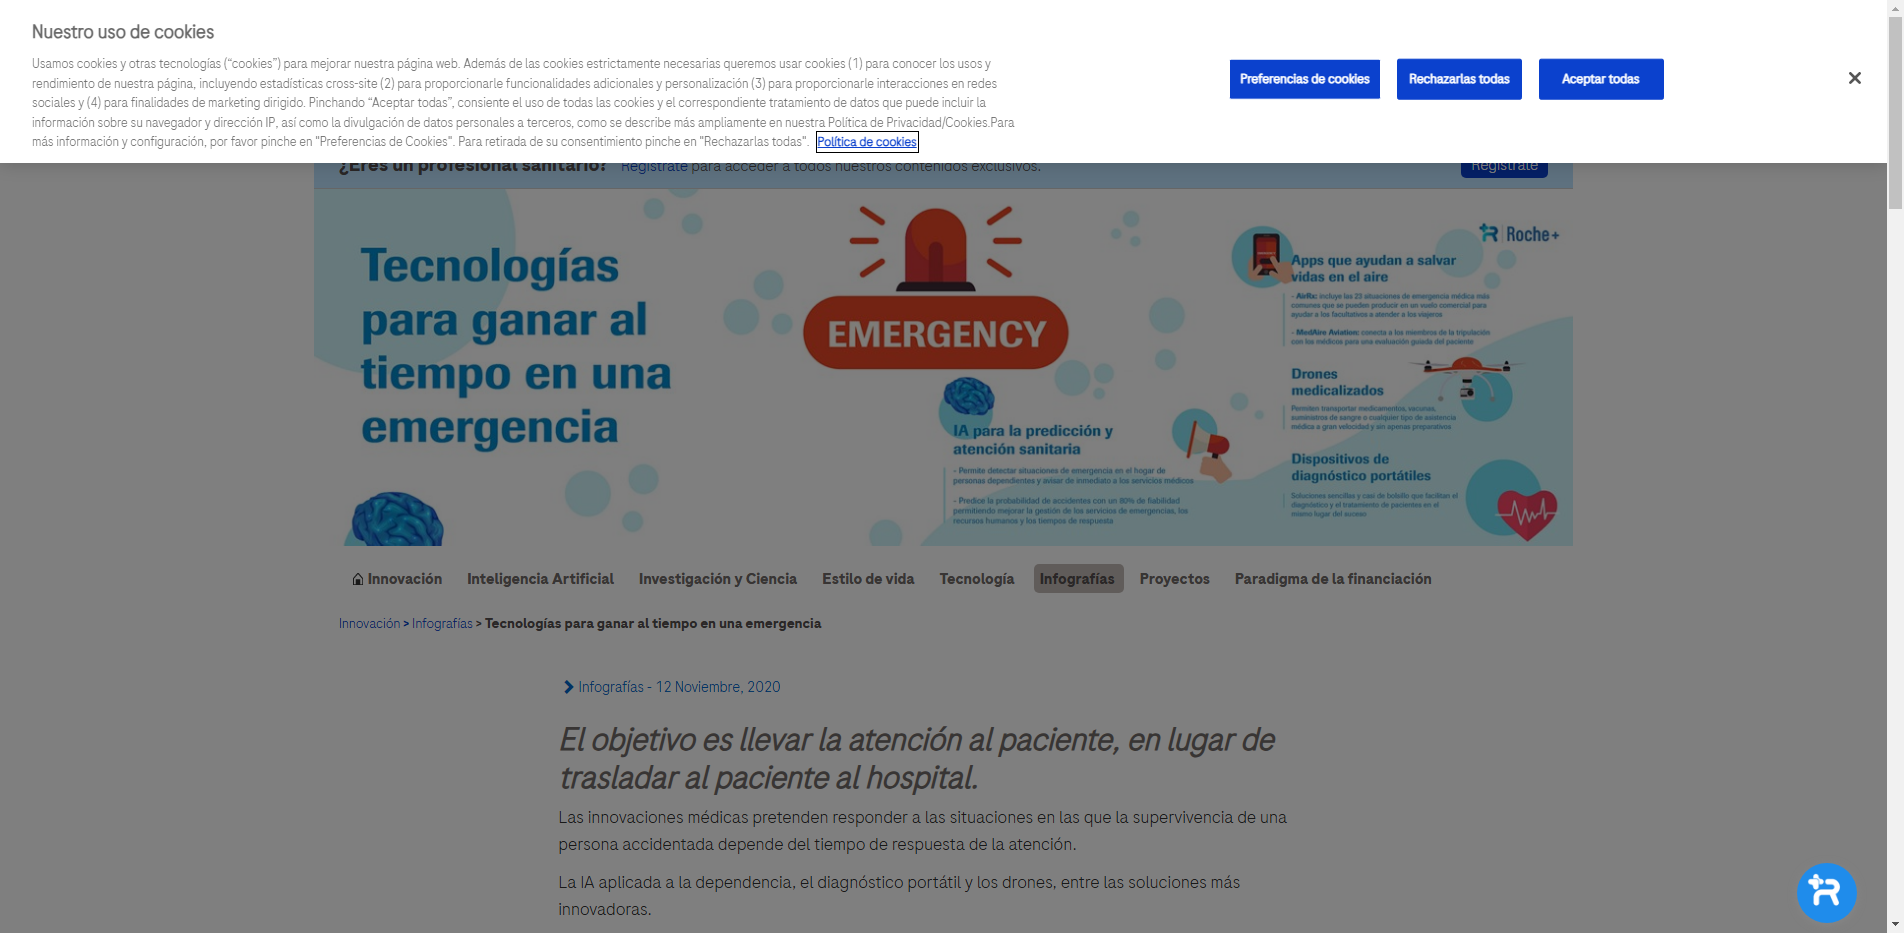 Nuestro uso de cookies
Usamos cookies y otras tecnologías (“cookies”) para mejorar nuestra página web. Además de las cookies estrictamente necesarias queremos usar cookies (1) para conocer los usos y
rendimiento de nuestra página, incluyendo estadísticas cross-site (2) para proporcionarle funcionalidades adicionales y personalización (3) para proporcionarle interacciones en redes
sociales y (4) para finalidades de marketing dirigido. Pinchando “Aceptar todas”, consiente el uso de todas las cookies y el correspondiente tratamiento de datos que puede incluir la
información sobre su navegador y dirección IP, así como la divulgación de datos personales a terceros, como se describe más ampliamente en nuestra Política de Privacidad/Cookies.Para
más información y configuración, por favor pinche en "Preferencias de Cookies". Para retirada de su consentimiento pinche en "Rechazarlas todas". Política de cookies
Preferencias de cookies
Rechazarlas todas
Aceptar todas
¿Eres un profesional sanitario? Regístrate para acceder a todos nuestros contenidos exclusivos.
Regístrate
Tecnologías
para ganar al
tiempo en una
emergencia
EMERGENCY
IA para la predicción y
atención sanitaria
- Permite detectar situaciones de emergencia en el hogar de
personas dependientes y avisar de inmediato a los servicios médicos
- Predice la probabilidad de accidentes con un 80% de fiabilidad
permitiendo mejorar la gestión de los servicios de emergencias, los
recursos humanos y los tiempos de respuesta
Roche+
Apps que ayudan a salvar
vidas en el aire
- AirRx: incluye las 23 situaciones de emergencia médica más
comunes que se pueden producir en un vuelo comercial para
ayudar a los facultativos a atender a los viajeros
- MedAire Aviation: conecta a los miembros de la tripulación
con los médicos para una evaluación guiada del paciente
Drones
medicalizados
Permiten transportar medicamentos, vacunas,
suministros de sangre o cualquier tipo de asistencia
médica a gran velocidad y sin apenas preparativos
Dispositivos de
diagnóstico portátiles
Soluciones sencillas y casi de bolsillo que facilitan el
diagnóstico y el tratamiento de pacientes en el
mismo lugar del suceso
Innovación Inteligencia Artificial Investigación y Ciencia Estilo de vida Tecnología Infografías Proyectos Paradigma de la financiación
Innovación > Infografías > Tecnologías para ganar al tiempo en una emergencia
Infografías - 12 Noviembre, 2020
El objetivo es llevar la atención al paciente, en lugar de
trasladar al paciente al hospital.
Las innovaciones médicas pretenden responder a las situaciones en las que la supervivencia de una
persona accidentada depende del tiempo de respuesta de la atención.
La IA aplicada a la dependencia, el diagnóstico portátil y los drones, entre las soluciones más
innovadoras.